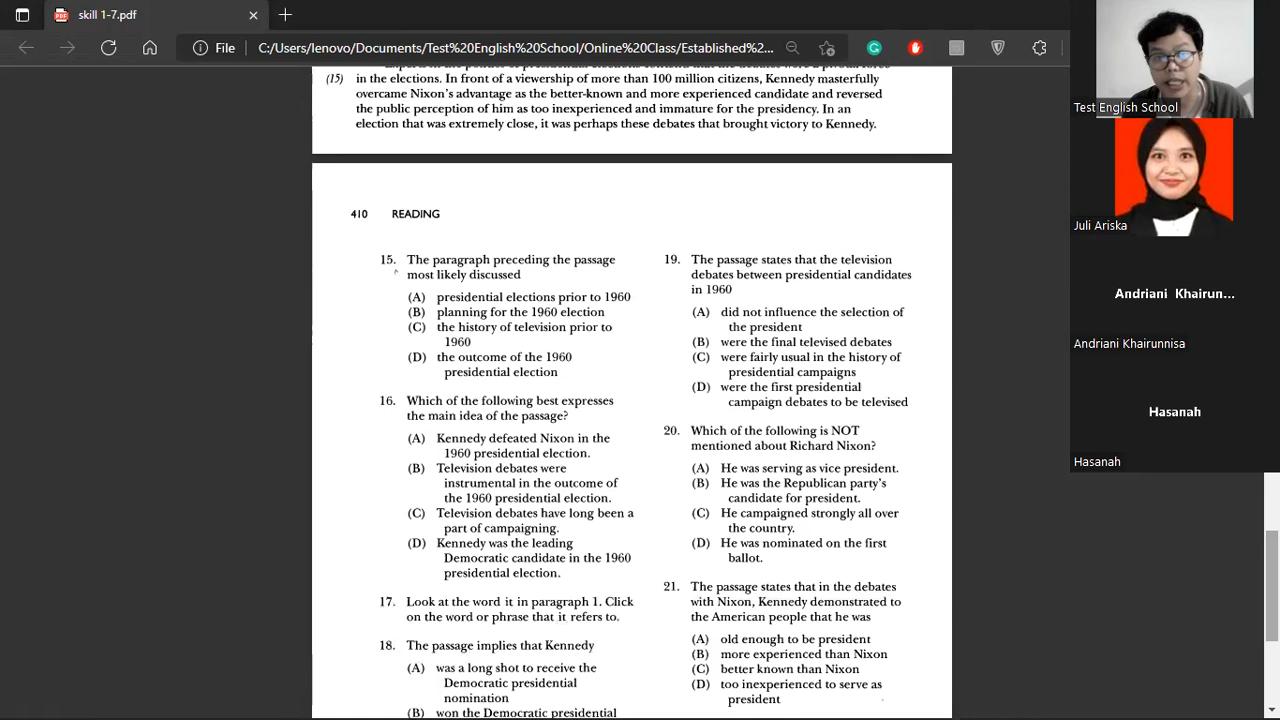 skill 1-7.pdf
File
C:/Users/lenovo/Documents/Test%20English%20School/Online%20Class/Established%2...
(15) in the elections. In front of a viewership of more than 100 million citizens, Kennedy masterfully
overcame Nixon's advantage as the better-known and more experienced candidate and reversed
the public perception of him as too inexperienced and immature for the presidency. In an
election that was extremely close, it was perhaps these debates that brought victory to Kennedy.
410 READING
15. The paragraph preceding the passage
most likely discussed
(A) presidential elections prior to 1960
(B) planning for the 1960 election
(C) the history of television prior to
1960
(D) the outcome of the 1960
presidential election
16. Which of the following best expresses
the main idea of the passage?
(A) Kennedy defeated Nixon in the
1960 presidential election.
(B) Television debates were
instrumental in the outcome of
the 1960 presidential election.
(C) Television debates have long been a
part of campaigning.
(D) Kennedy was the leading
Democratic candidate in the 1960
presidential election.
17. Look at the word it in paragraph 1. Click
on the word or phrase that it refers to.
18. The passage implies that Kennedy
(A) was a long shot to receive the
Democratic presidential
nomination
(B) won the Democratic presidential
19. The passage states that the television
debates between presidential candidates
in 1960
(A) did not influence the selection of
the president
(B) were the final televised debates
(C) were fairly usual in the history of
presidential campaigns
(D) were the first presidential
campaign debates to be televised
20. Which of the following is NOT
mentioned about Richard Nixon?
(A) He was serving as vice president.
(B) He was the Republican party's
candidate for president.
(C) He campaigned strongly all over
the country.
(D) He was nominated on the first
ballot.
21. The passage states that in the debates
with Nixon, Kennedy demonstrated to
the American people that he was
(A) old enough to be president
(B) more experienced than Nixon
(C) better known than Nixon
(D) too inexperienced to serve as
president
Test English School
Juli Ariska
Andriani Khairun...
Andriani Khairunnisa
Hasanah
Hasanah